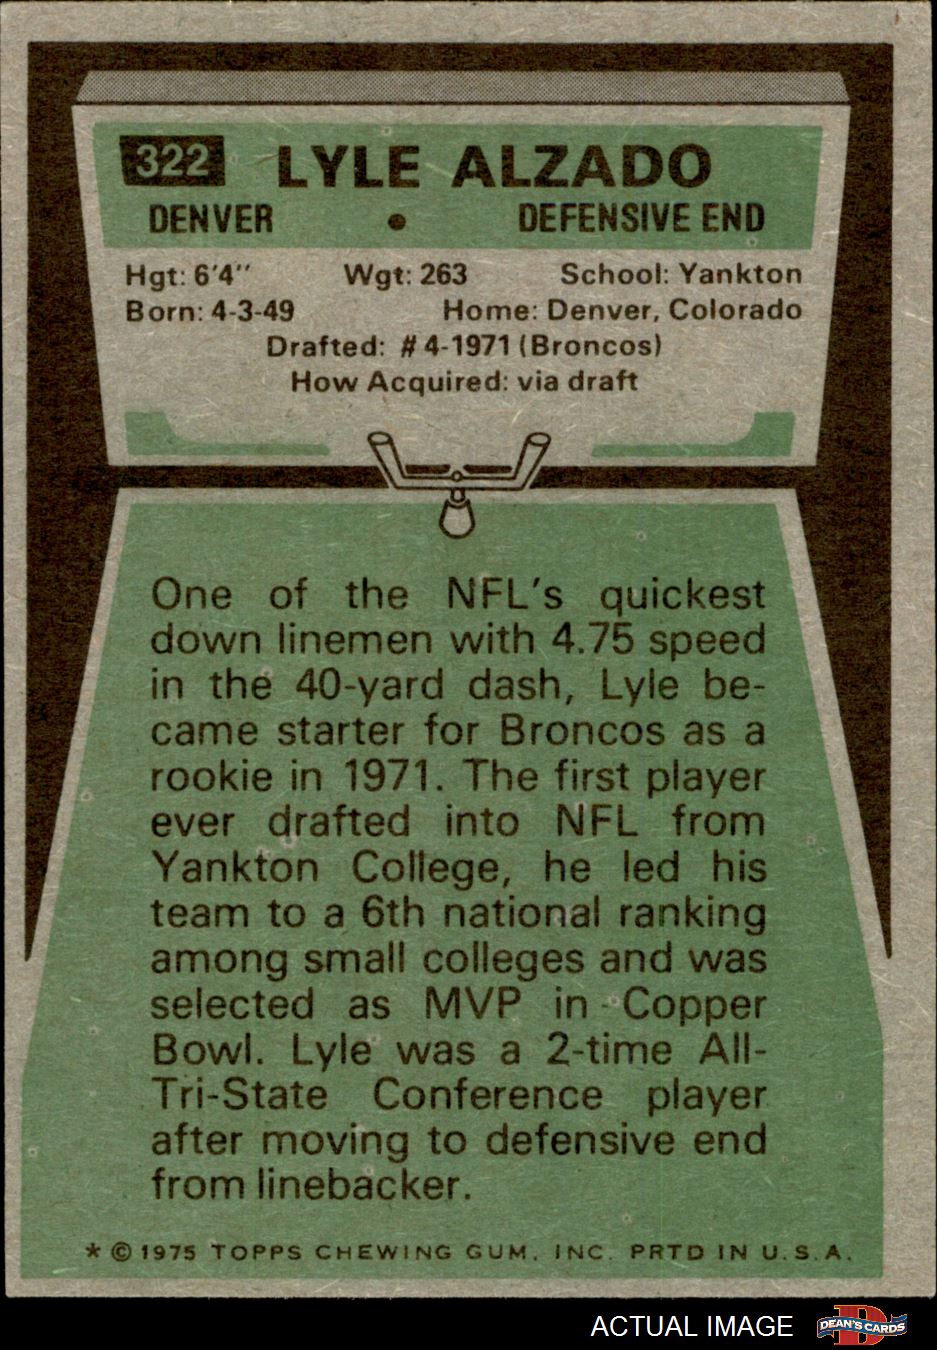 322 LYLE ALZADO
DENVER • DEFENSIVE END
Hgt: 6'4" Wgt: 263 School: Yankton
Born: 4-3-49 Home: Denver, Colorado
Drafted: #4-1971 (Broncos)
How Acquired: via draft
One of the NFL's quickest
down linemen with 4.75 speed
in the 40-yard dash, Lyle be-
came starter for Broncos as a
rookie in 1971. The first player
ever drafted into NFL from
Yankton College, he led his
team to a 6th national ranking
among small colleges and was
selected as MVP in Copper
Bowl. Lyle was a 2-time All-
Tri-State Conference player
after moving to defensive end
from linebacker.
* © 1975 TOPPS CHEWING GUM, INC. PRTD IN U.S.A.
ACTUAL IMAGE DEAN'S CARDS